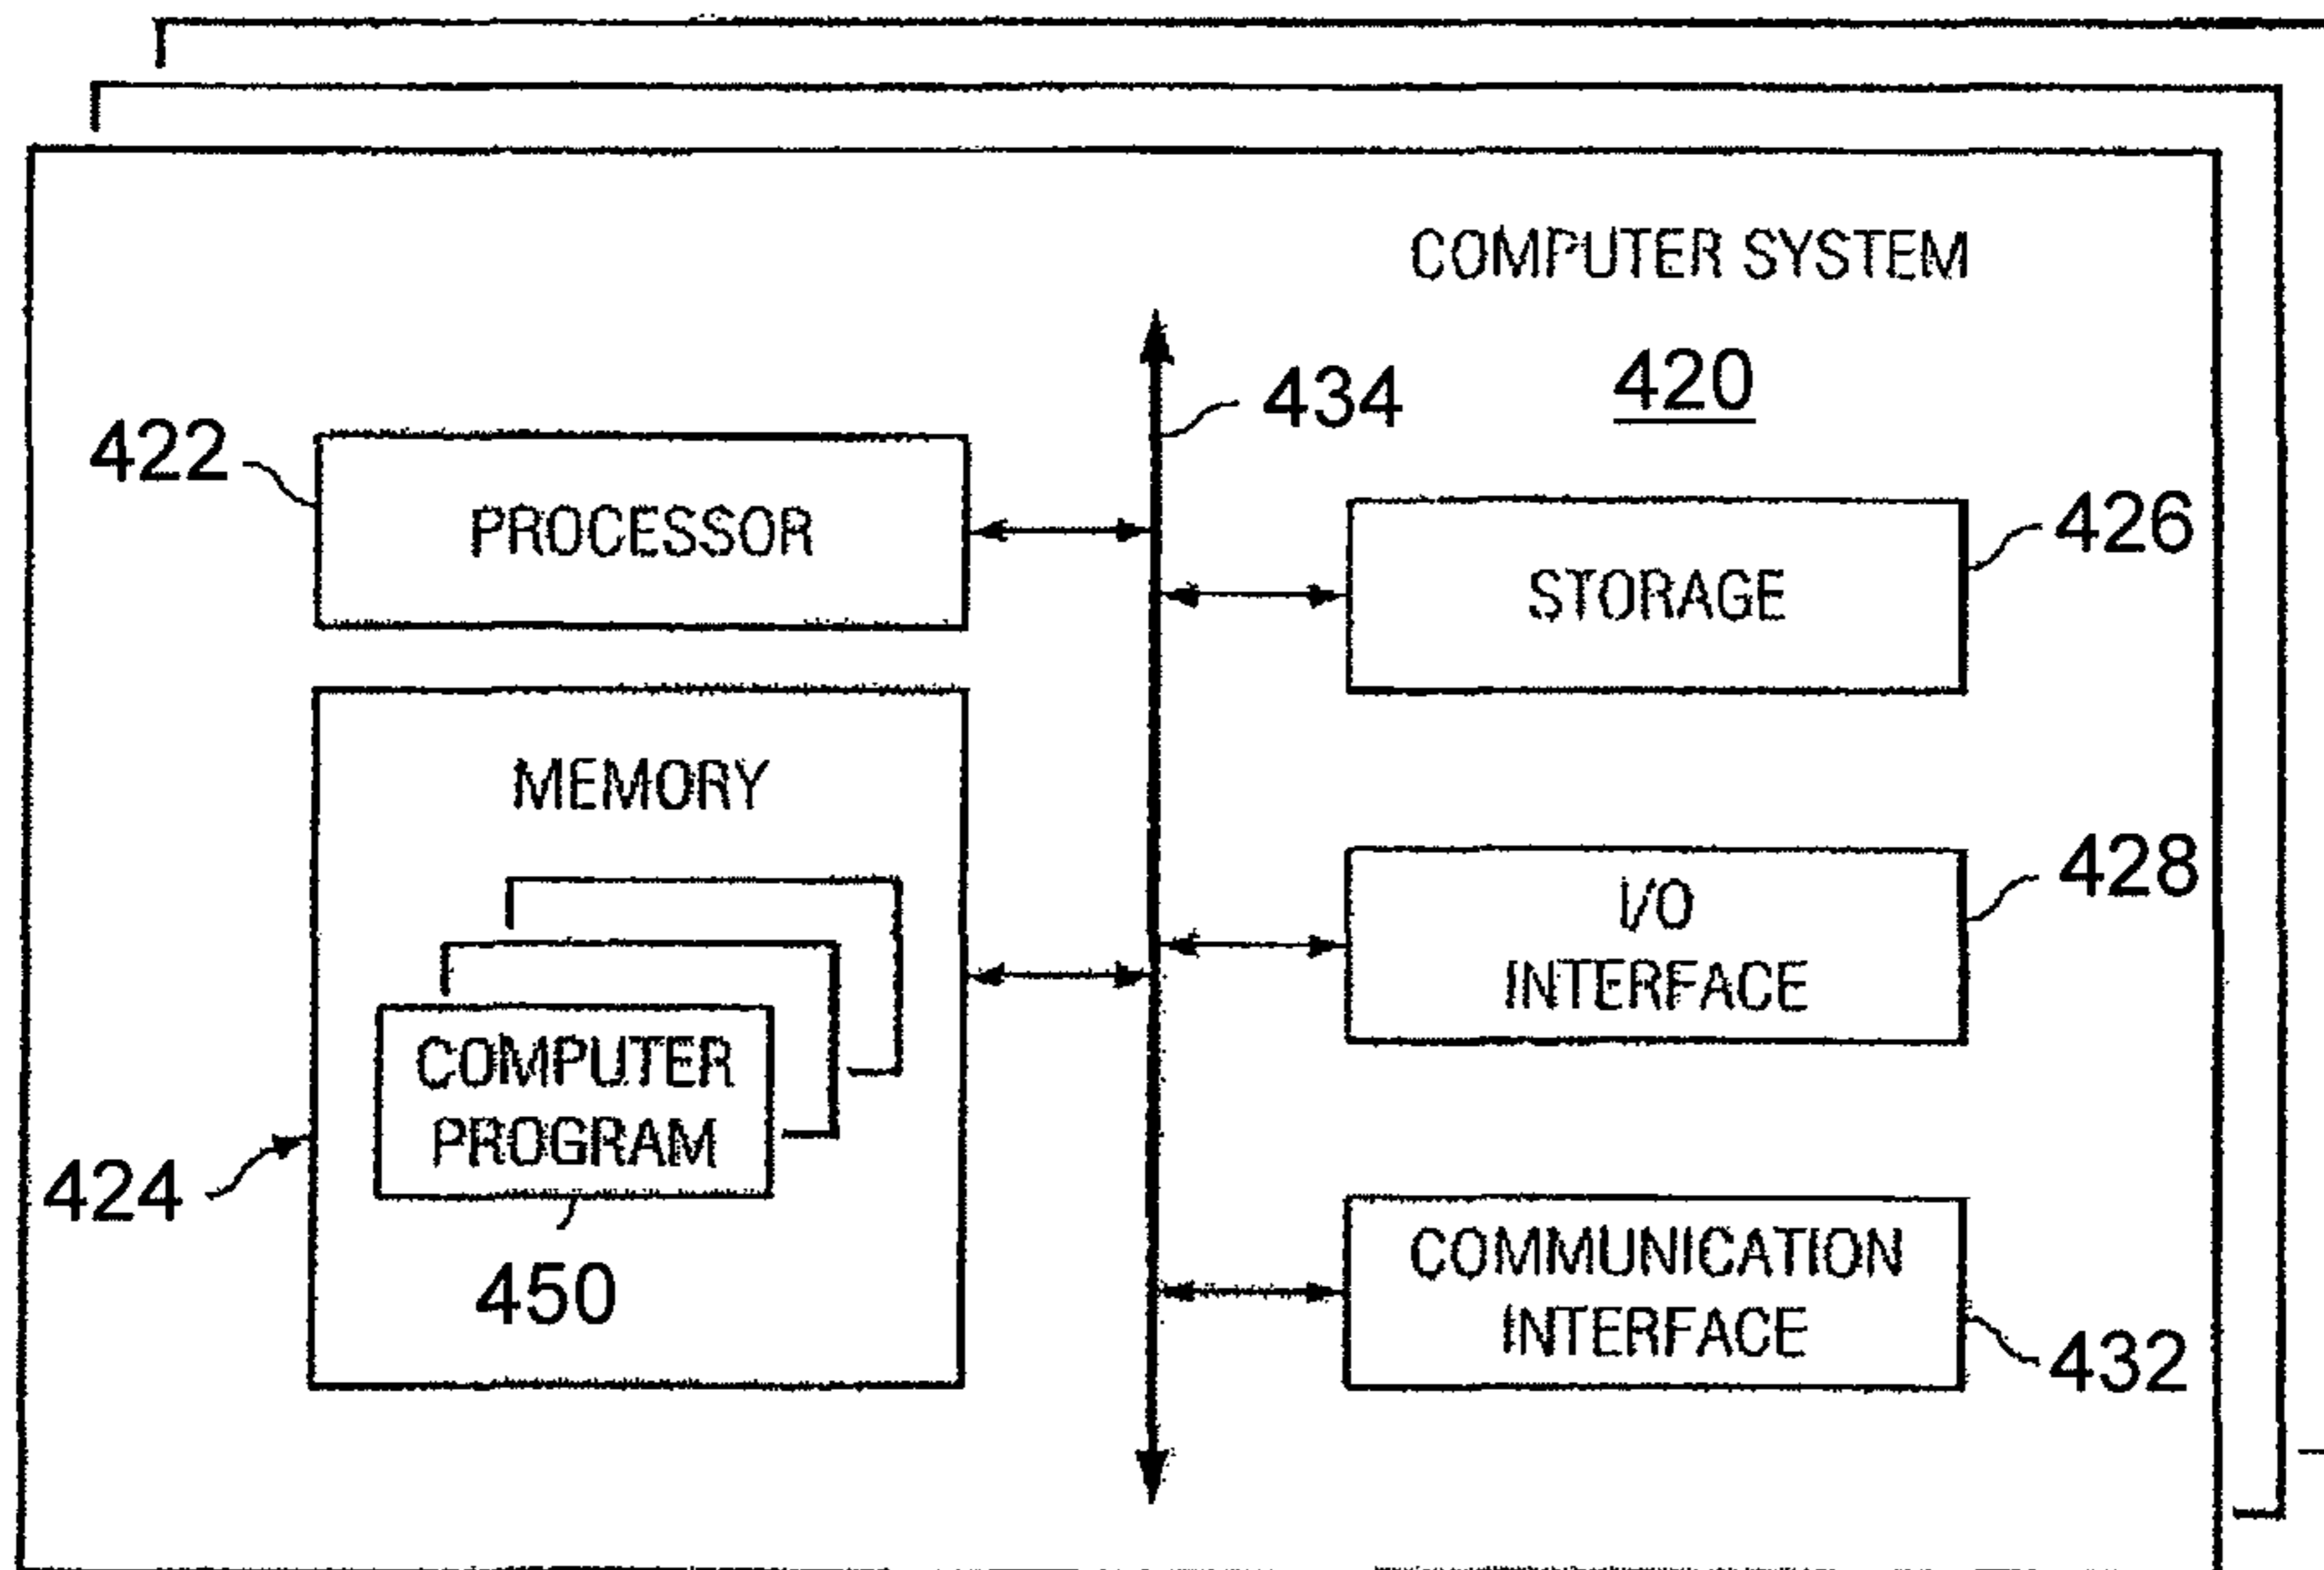 COMPUTER SYSTEM
420
434
422
PROCESSOR
426
STORAGE
MEMORY
428
I/O
INTERFACE
COMPUTER
PROGRAM
424
450
COMMUNICATION
INTERFACE
432